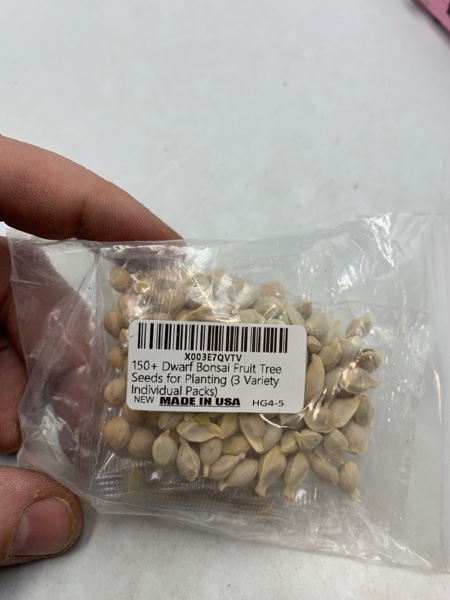 X003E7QVTV
150+ Dwarf Bonsai Fruit Tree
Seeds for Planting (3 Variety
Individual Packs)
NEW MADE IN USA HG4-5